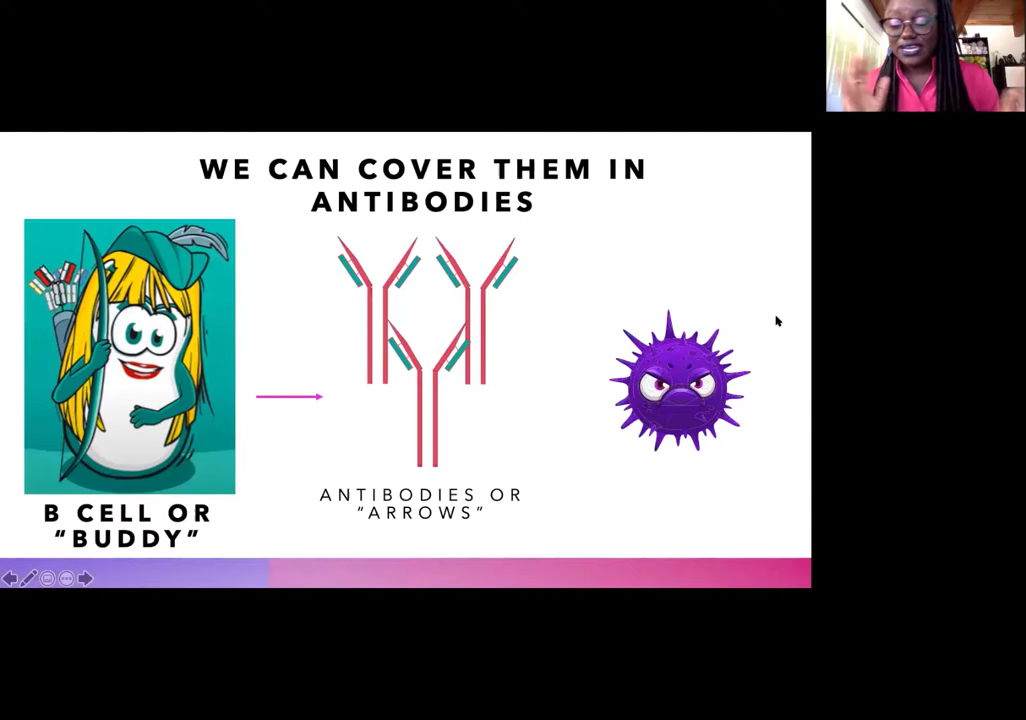 WE CAN COVER THEM IN
ANTIBODIES
ANTIBODIES OR
“ARROWS”
B CELL OR
“BUDDY”